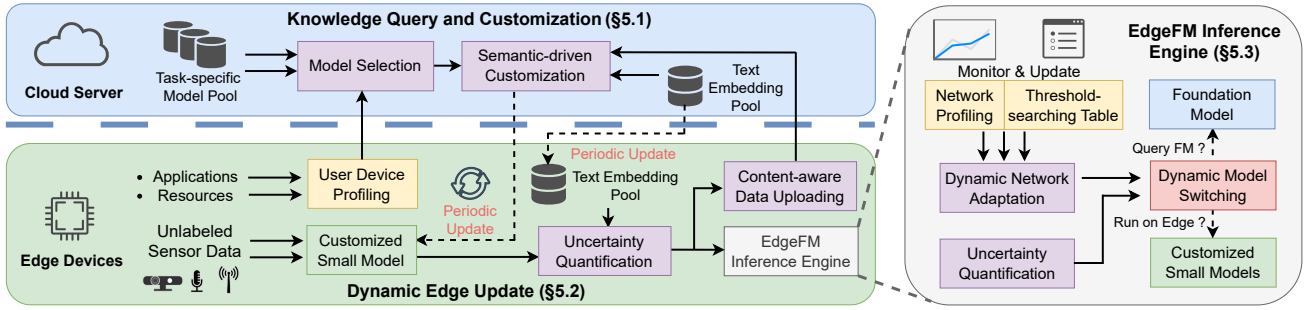 Knowledge Query and Customization (§5.1)
Cloud Server
Task-specific
Model Pool
Model Selection
Semantic-driven
Customization
Text
Embedding
Pool
Periodic Update
Edge Devices
• Applications
• Resources
User Device
Profiling
Periodic
Update
Text Embedding
Pool
Content-aware
Data Uploading
Unlabeled
Sensor Data
Customized
Small Model
Uncertainty
Quantification
EdgeFM
Inference Engine
Dynamic Edge Update (§5.2)
EdgeFM Inference
Engine (§5.3)
Monitor & Update
Network
Profiling
Threshold-
searching Table
Foundation
Model
Query FM ?
Dynamic Network
Adaptation
Dynamic Model
Switching
Run on Edge ?
Uncertainty
Quantification
Customized
Small Models